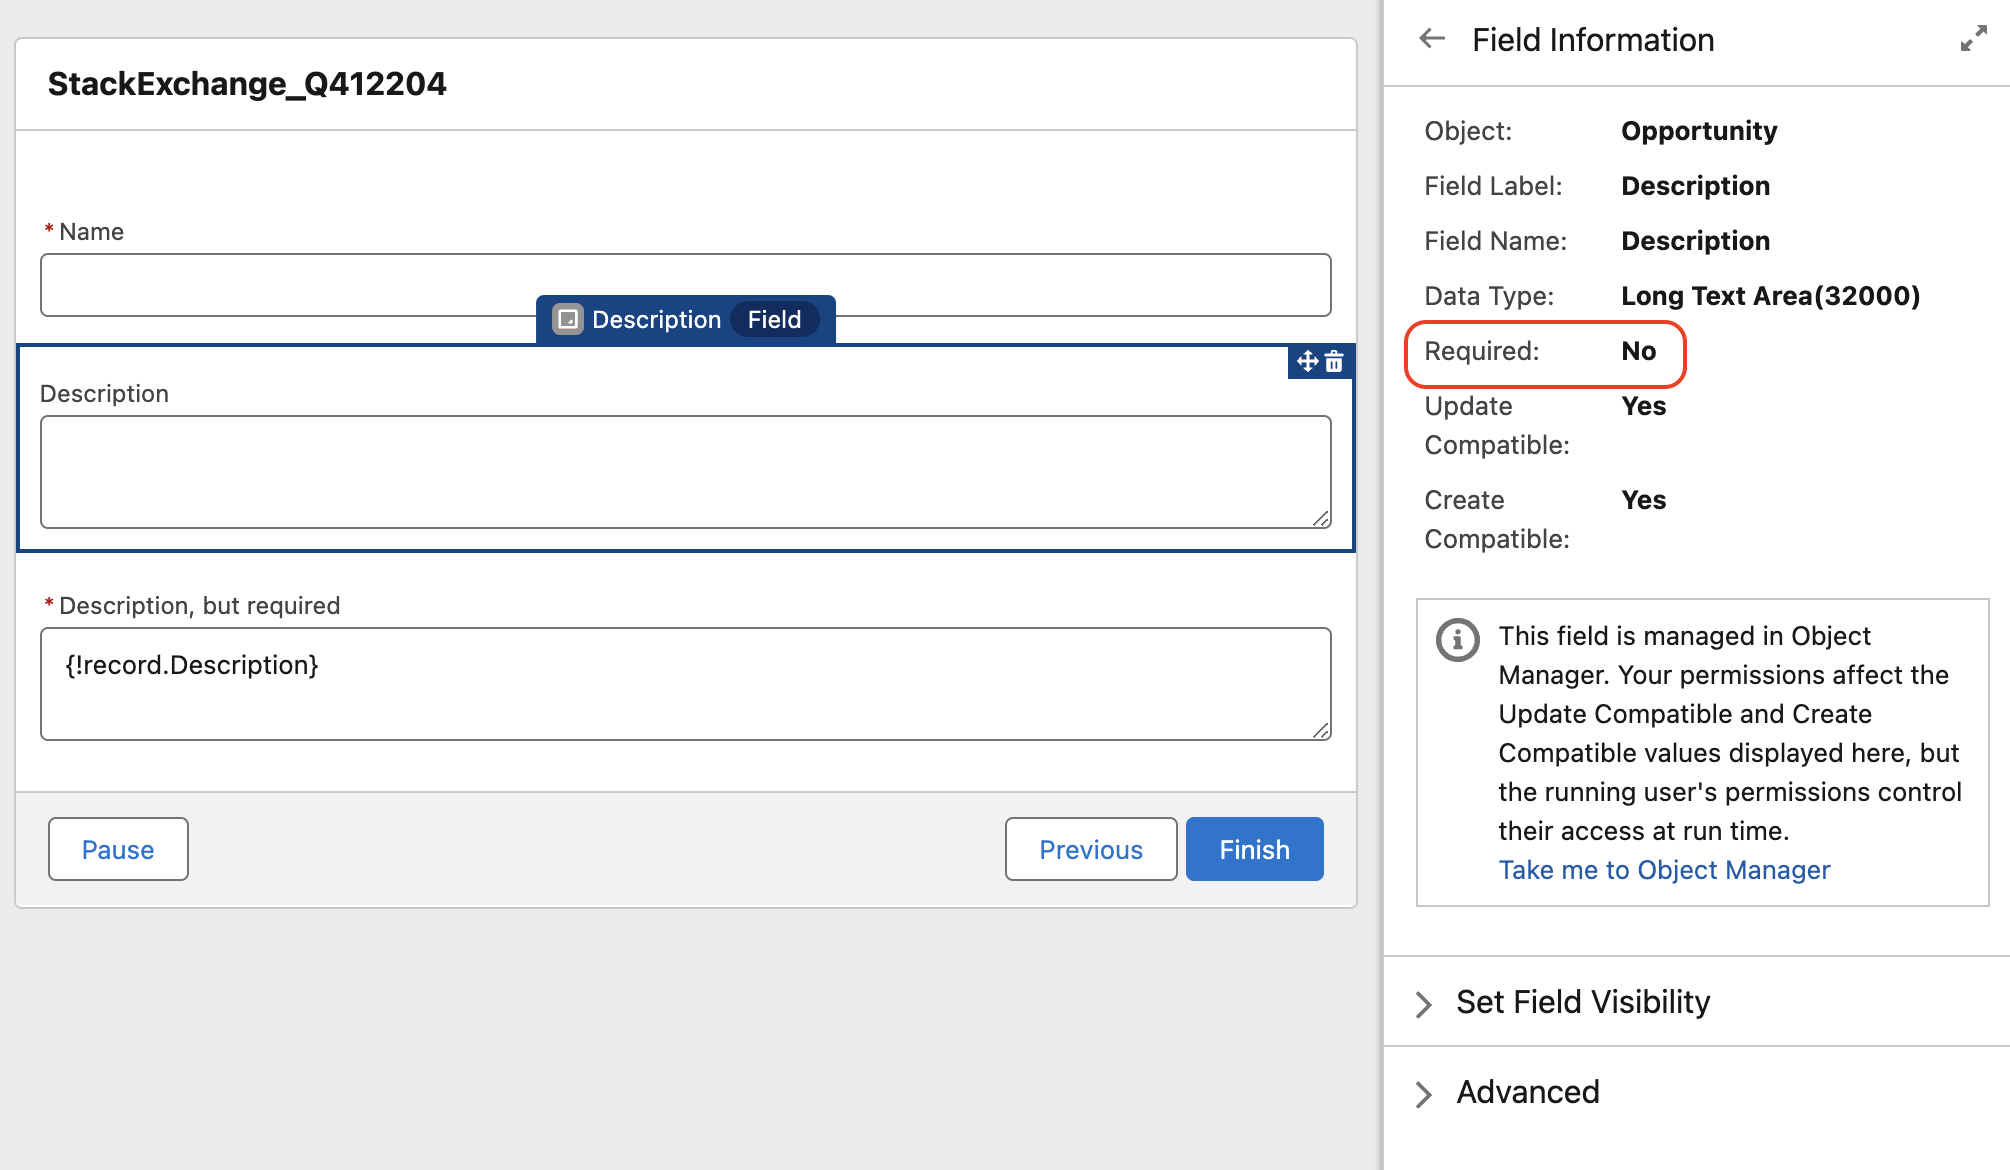 StackExchange_Q412204
* Name
Description Field
Description
* Description, but required
{!record.Description}
Pause
Previous
Finish
Field Information
Object: Opportunity
Field Label: Description
Field Name: Description
Data Type: Long Text Area(32000)
Required: No
Update Yes
Compatible:
Create Yes
Compatible:
This field is managed in Object
Manager. Your permissions affect the
Update Compatible and Create
Compatible values displayed here, but
the running user's permissions control
their access at run time.
Take me to Object Manager
Set Field Visibility
Advanced